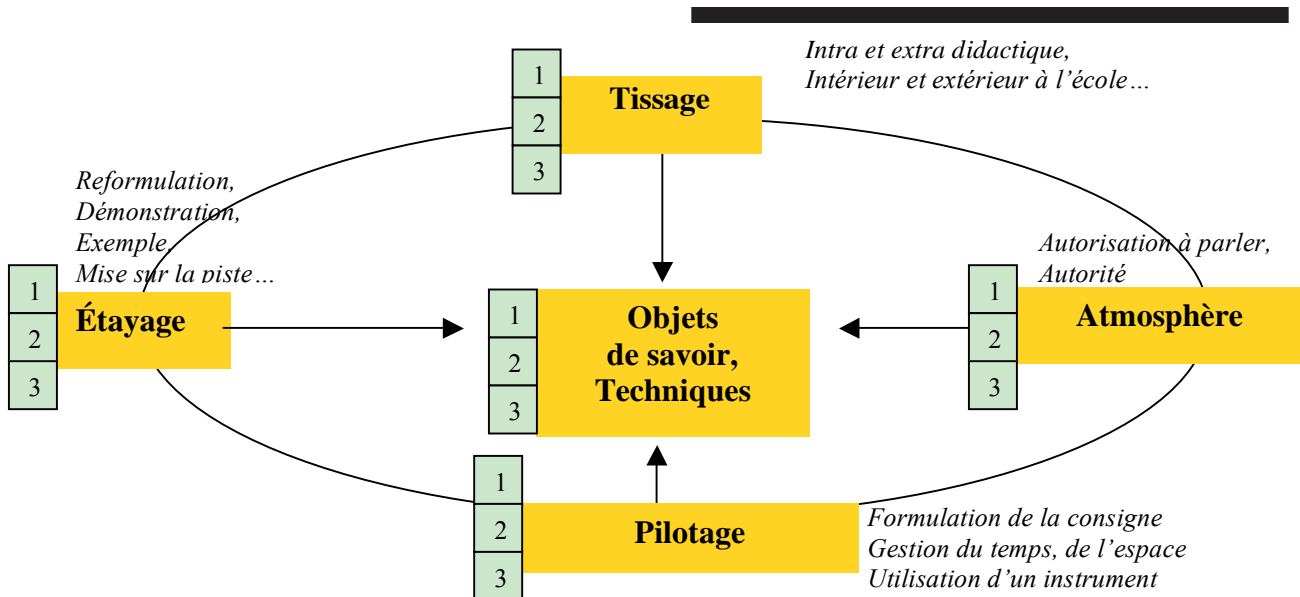 Intra et extra didactique,
Intérieur et extérieur à l’école…
1
2
3
Tissage
Reformulation,
Démonstration,
Exemple,
Mise sur la piste…
1
2
3
Étayage
1
2
3
Objets
de savoir,
Techniques
Autorisation à parler,
Autorité
1
2
3
Atmosphère
1
2
3
Pilotage
Formulation de la consigne
Gestion du temps, de l’espace
Utilisation d’un instrument